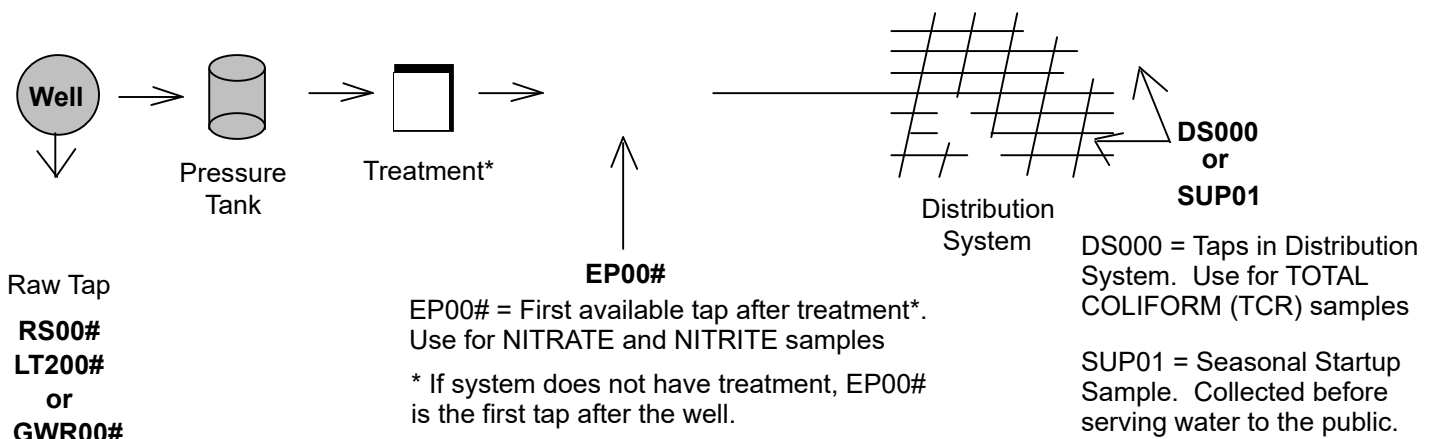 Well
Pressure
Tank
Treatment*
Raw Tap
RS00#
LT200#
or
GWR00#
EP00#
EP00# = First available tap after treatment*.
Use for NITRATE and NITRITE samples
* If system does not have treatment, EP00#
is the first tap after the well.
Distribution
System
DS000
or
SUP01
DS000 = Taps in Distribution
System. Use for TOTAL
COLIFORM (TCR) samples
SUP01 = Seasonal Startup
Sample. Collected before
serving water to the public.